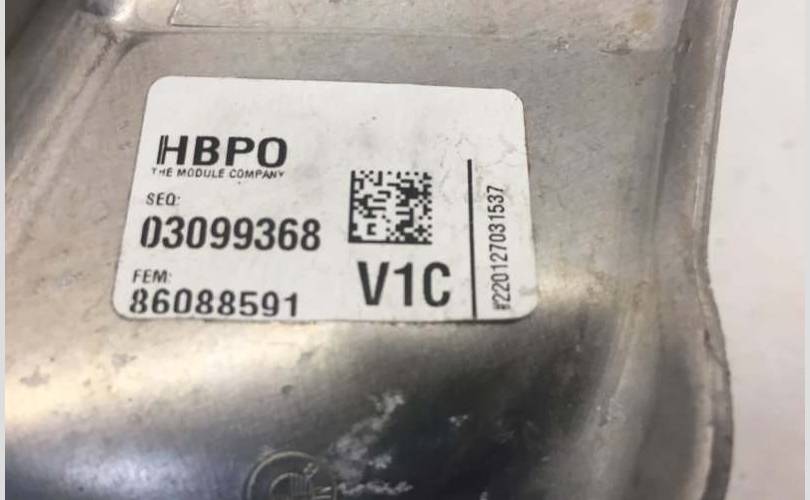 HBPO
THE MODULE COMPANY
SEQ:
03099368
FEM:
86088591
V1C
#220127031537